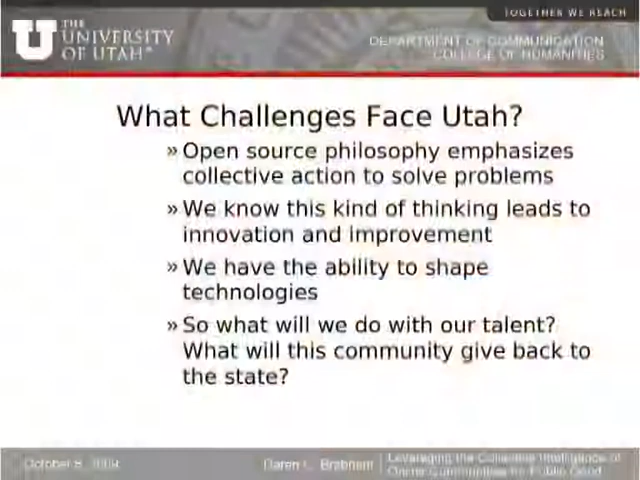 TOGETHER WE REACH
THE
UNIVERSITY
OF UTAH
DEPARTMENT OF COMMUNICATION
COLLEGE OF HUMANITIES
What Challenges Face Utah?
» Open source philosophy emphasizes
collective action to solve problems
» We know this kind of thinking leads to
innovation and improvement
» We have the ability to shape
technologies
» So what will we do with our talent?
What will this community give back to
the state?
October
Daren C. Brabham
Leveraging the Collective Intelligence of
Online Communities for Public Good